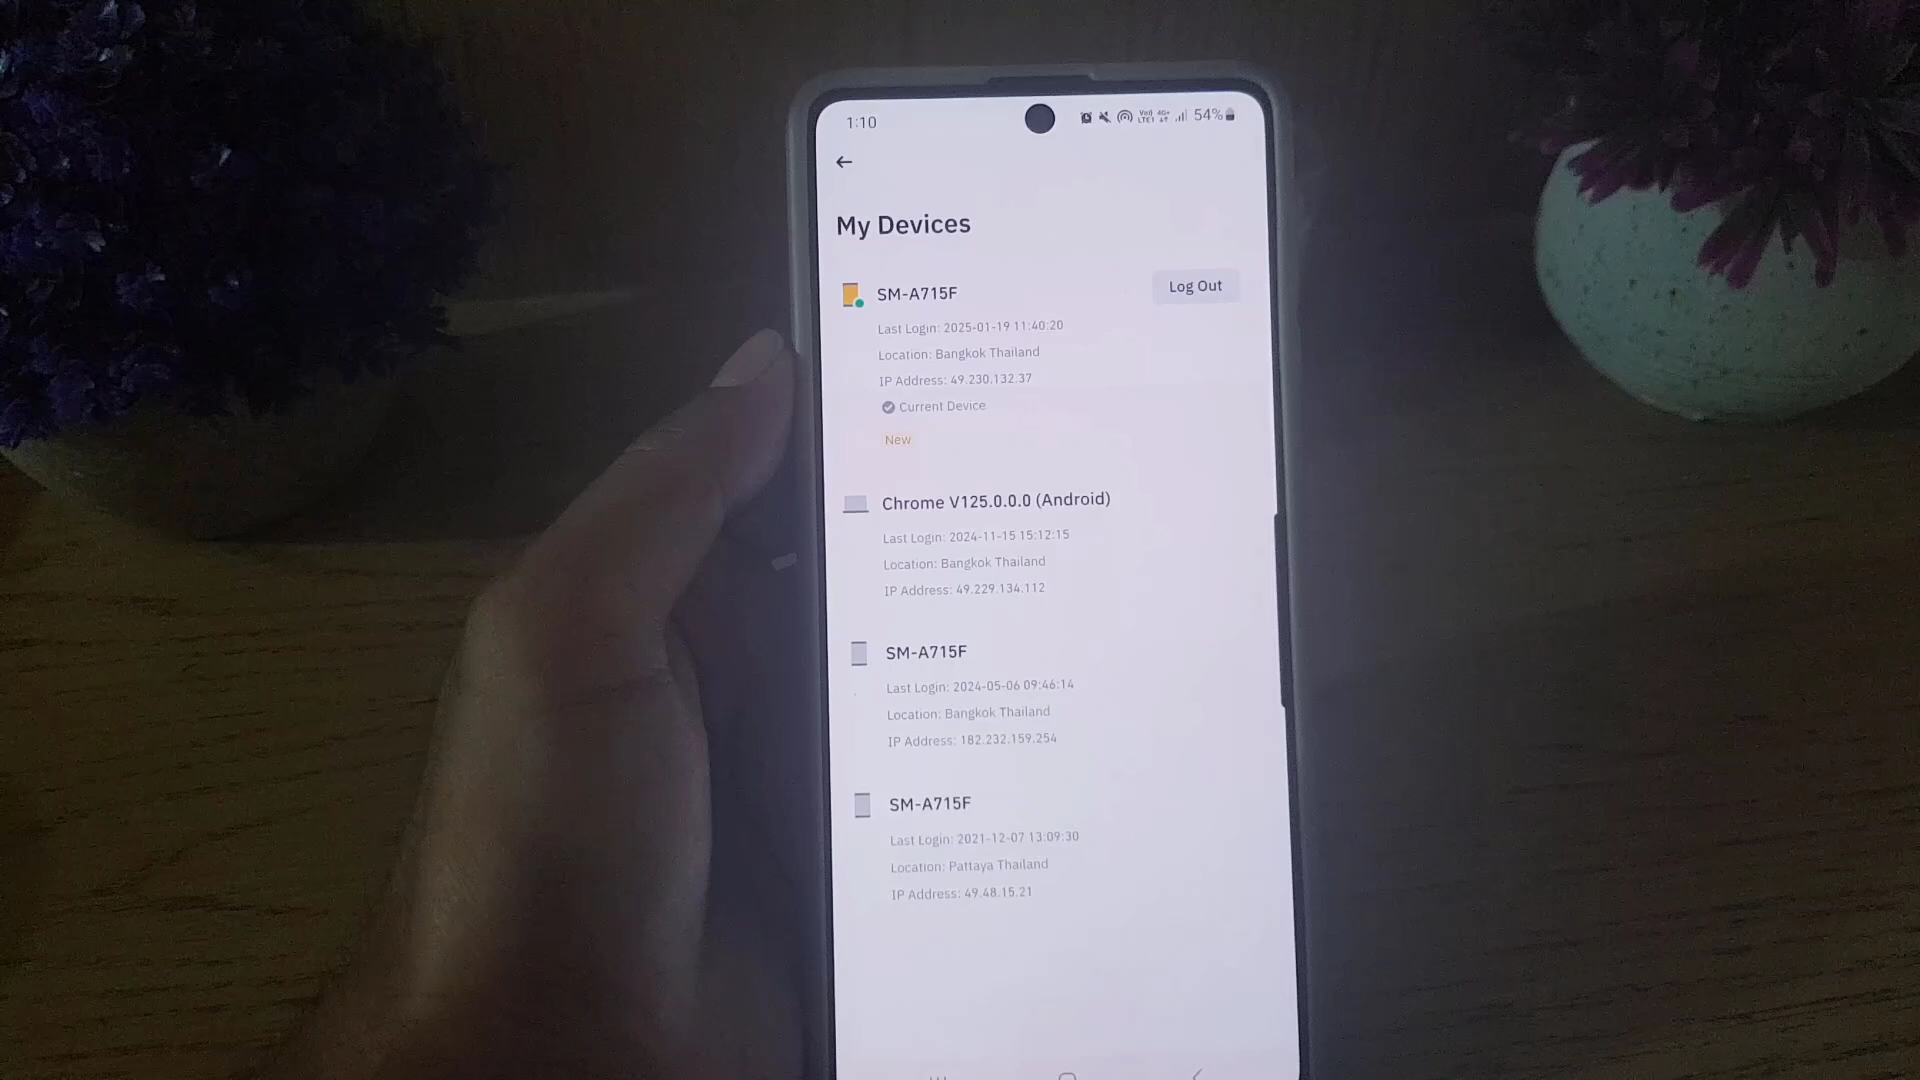 1:10
54%
My Devices
SM-A715F
Log Out
Last Login: 2025-01-19 11:40:20
Location: Bangkok Thailand
IP Address: 49.230.132.37
Current Device
New
Chrome V125.0.0.0 (Android)
Last Login: 2024-11-15 15:12:15
Location: Bangkok Thailand
IP Address: 49.229.134.112
SM-A715F
Last Login: 2024-05-06 09:46:14
Location: Bangkok Thailand
IP Address: 182.232.159.254
SM-A715F
Last Login: 2021-12-07 13:09:30
Location: Pattaya Thailand
IP Address: 49.48.15.21